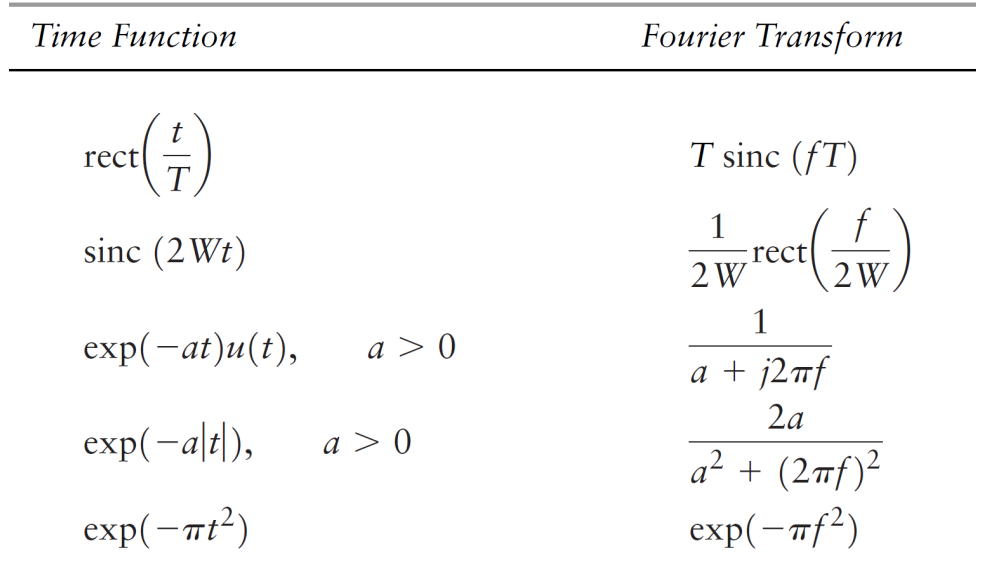 Time Function Fourier Transform
rect(t/T) T sinc (fT)
sinc (2Wt) 1/2W rect(f/2W)
exp(−at)u(t), a > 0 1/a + j2πf
exp(−a|t|), a > 0 2a/a² + (2πf)²
exp(−πt²) exp(−πf²)